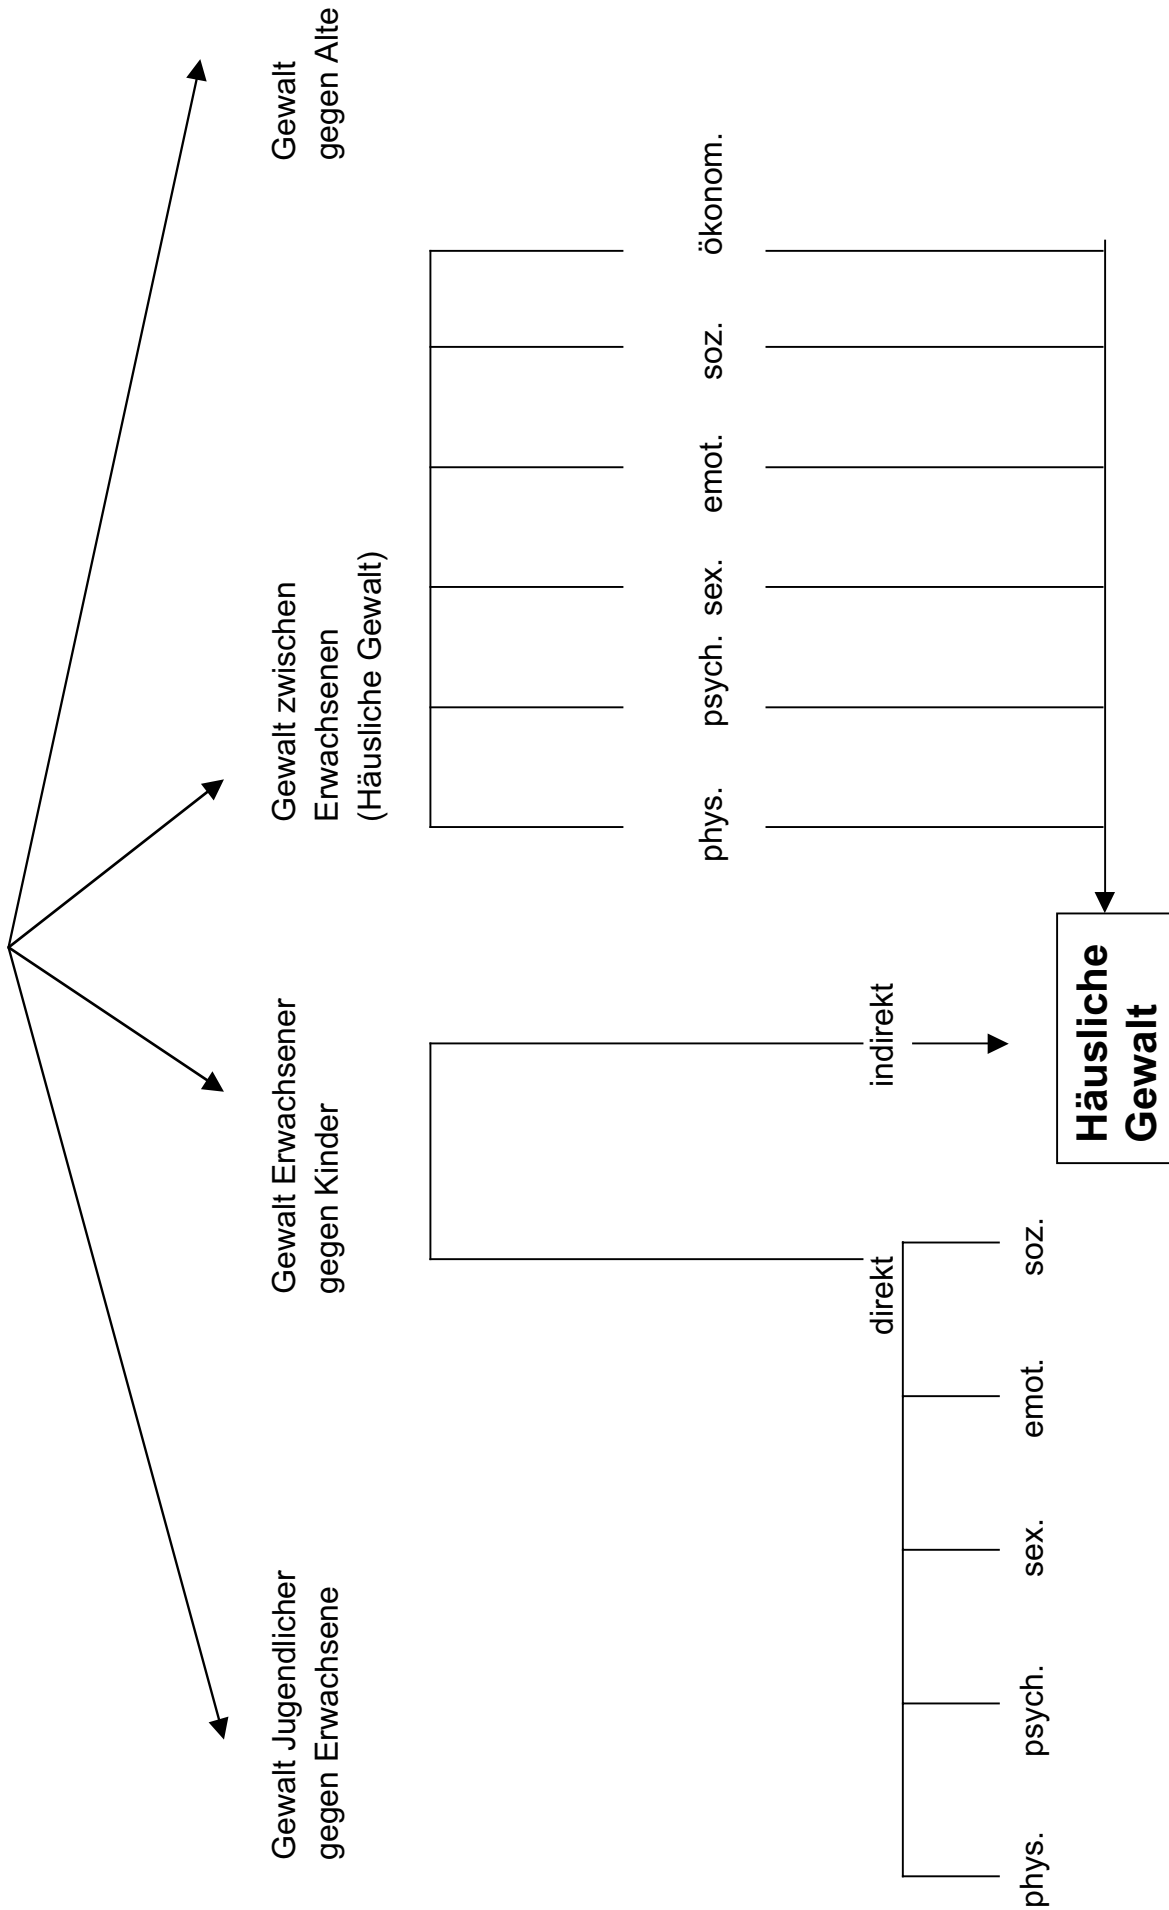 Gewalt Jugendlicher
gegen Erwachsene
Gewalt Erwachsener
gegen Kinder
Gewalt zwischen
Erwachsenen
(Häusliche Gewalt)
Gewalt
gegen Alte
phys.
psych.
sex.
emot.
soz.
ökonom.
direkt
indirekt
phys.
psych.
sex.
emot.
soz.
Häusliche
Gewalt